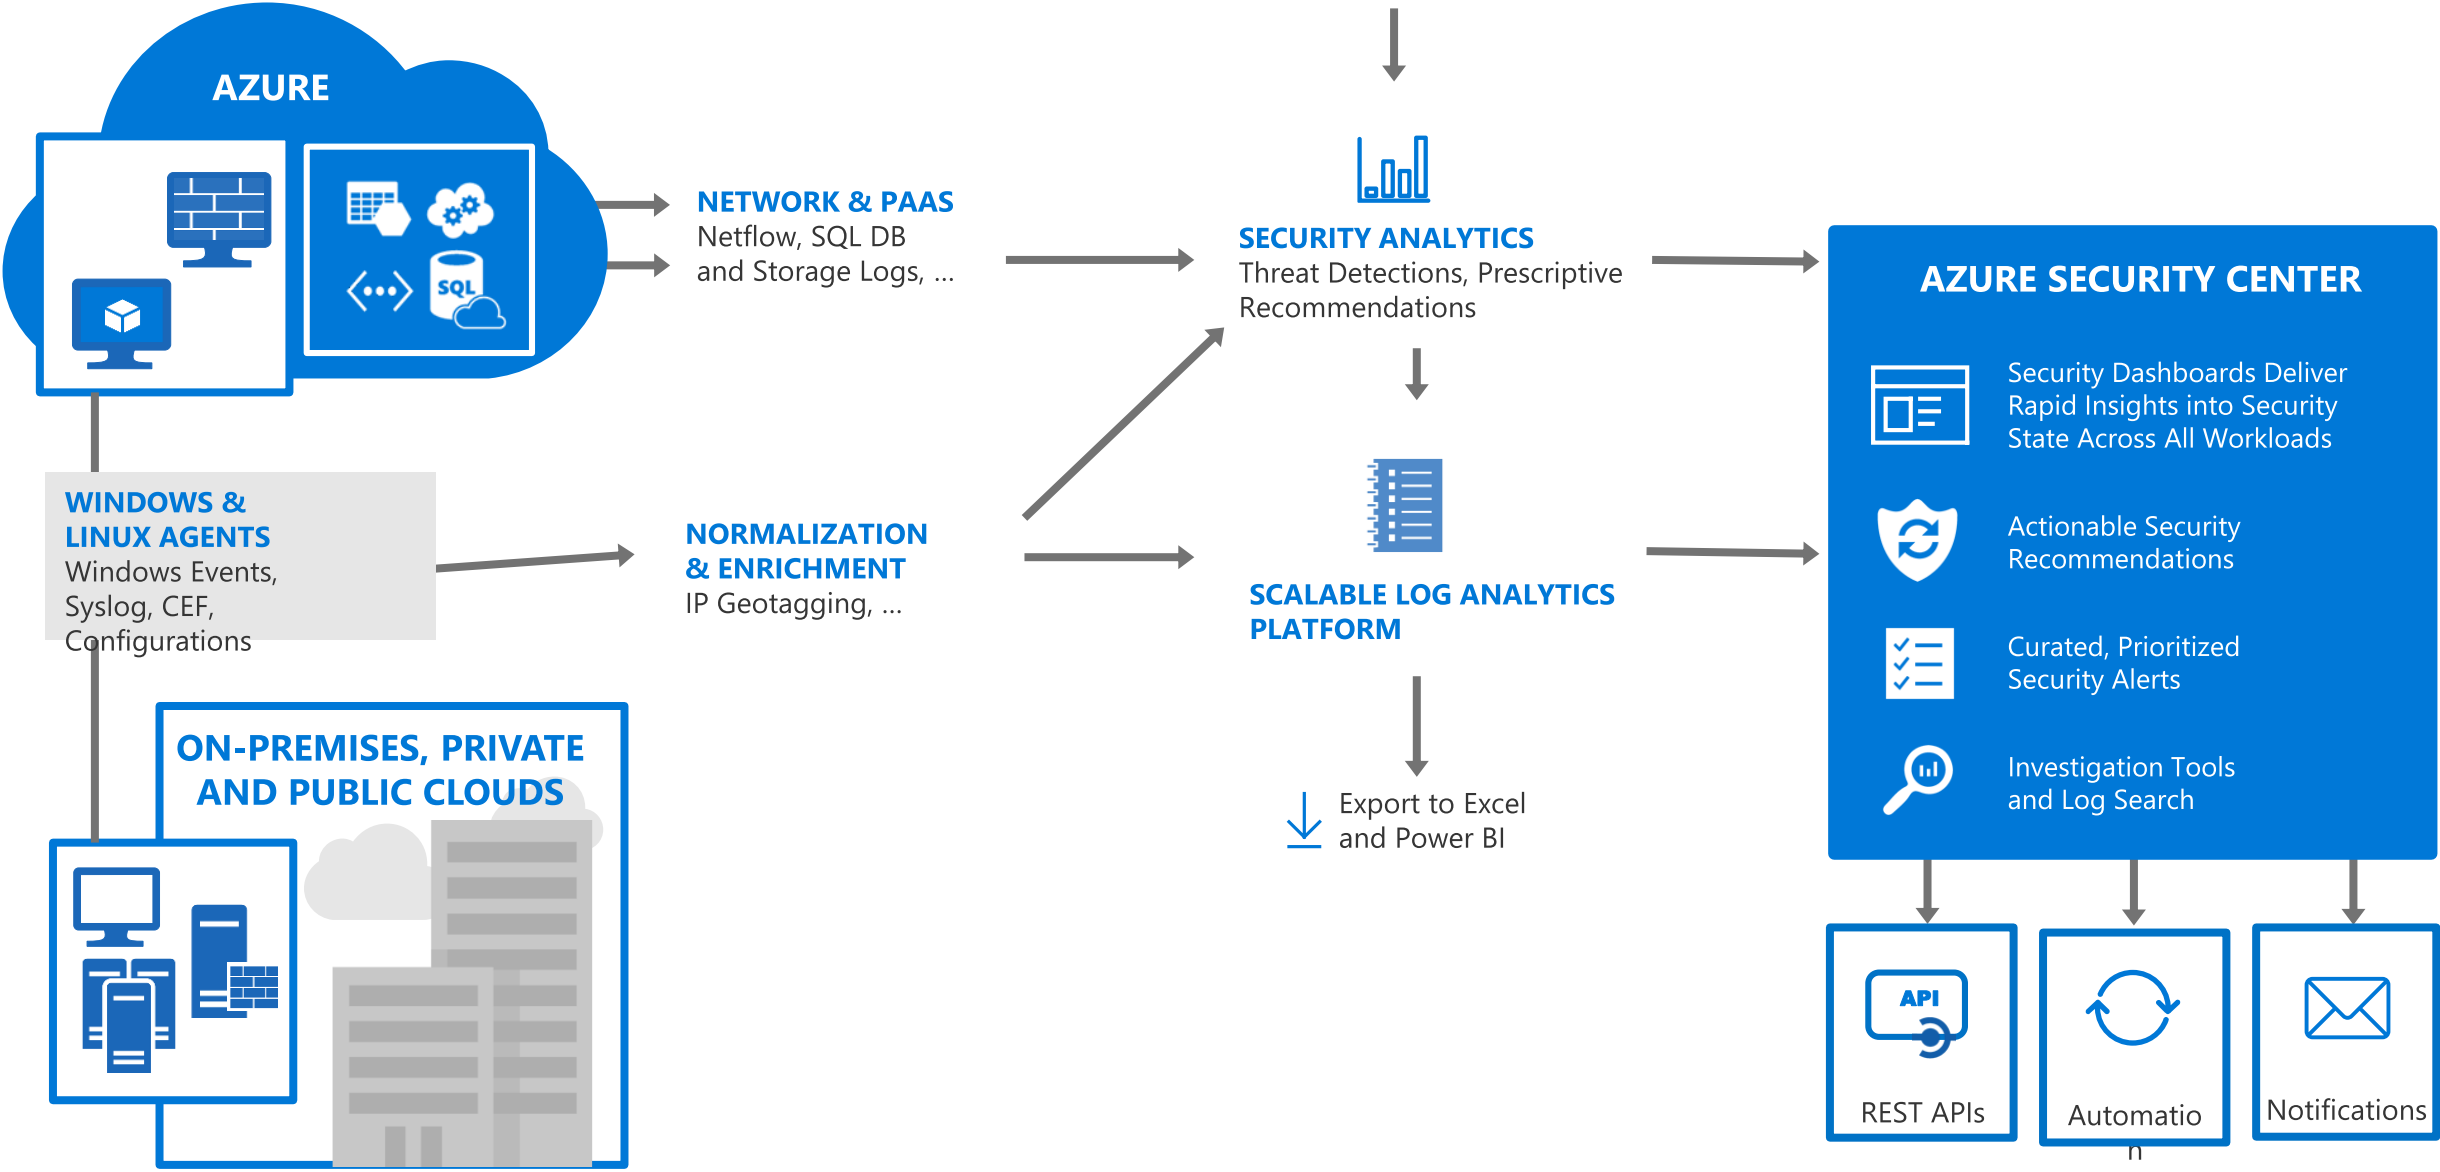 AZURE
SQL
NETWORK & PAAS
Netflow, SQL DB
and Storage Logs, ...
SECURITY ANALYTICS
Threat Detections, Prescriptive
Recommendations
WINDOWS &
LINUX AGENTS
Windows Events,
Syslog, CEF,
Configurations
NORMALIZATION
& ENRICHMENT
IP Geotagging, ...
SCALABLE LOG ANALYTICS
PLATFORM
Export to Excel
and Power BI
ON-PREMISES, PRIVATE
AND PUBLIC CLOUDS
AZURE SECURITY CENTER
Security Dashboards Deliver
Rapid Insights into Security
State Across All Workloads
Actionable Security
Recommendations
Curated, Prioritized
Security Alerts
Investigation Tools
and Log Search
API
REST APIs
Automatio
n
Notifications